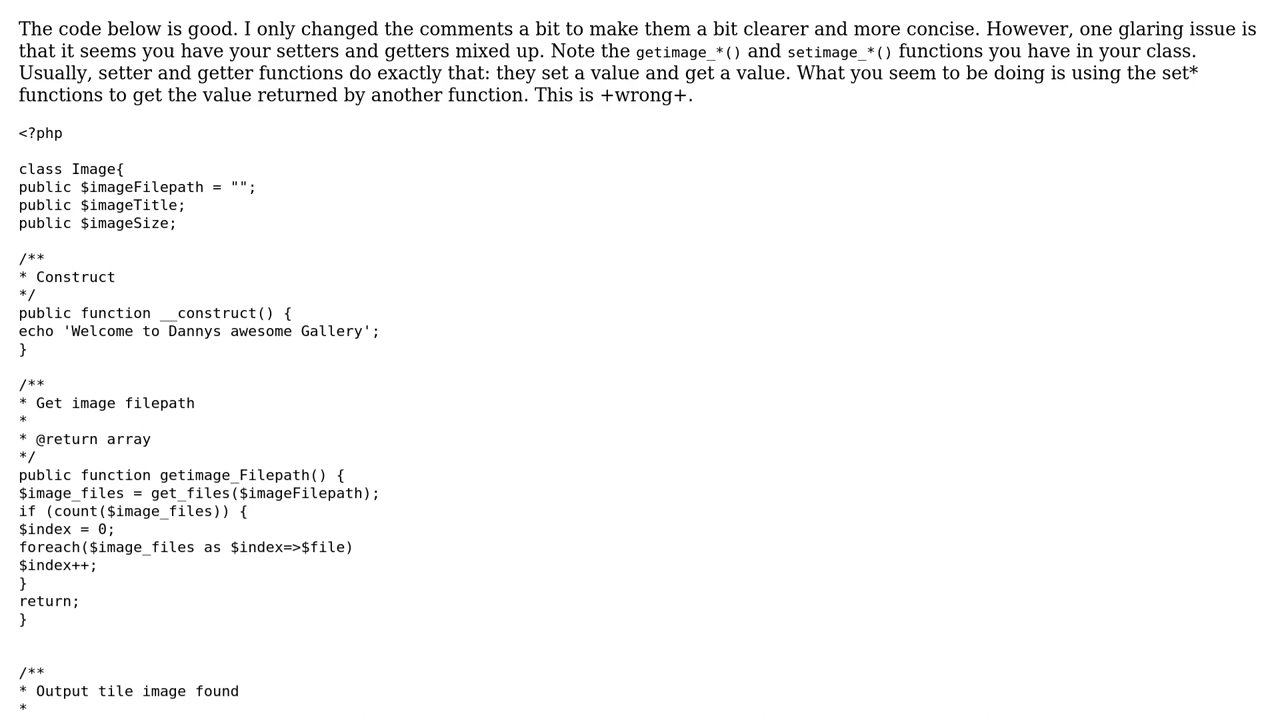 The code below is good. I only changed the comments a bit to make them a bit clearer and more concise. However, one glaring issue is
that it seems you have your setters and getters mixed up. Note the getimage_*() and setimage_*() functions you have in your class.
Usually, setter and getter functions do exactly that: they set a value and get a value. What you seem to be doing is using the set*
functions to get the value returned by another function. This is +wrong+.
<?php
class Image{
public $imageFilepath = "";
public $imageTitle;
public $imageSize;
/**
* Construct
*/
public function __construct() {
echo 'Welcome to Dannys awesome Gallery';
}
/**
* Get image filepath
*
* @return array
*/
public function getimage_Filepath() {
$image_files = get_files($imageFilepath);
if (count($image_files)) {
$index = 0;
foreach($image_files as $index=>$file)
$index++;
}
return;
}
/**
* Output tile image found
*